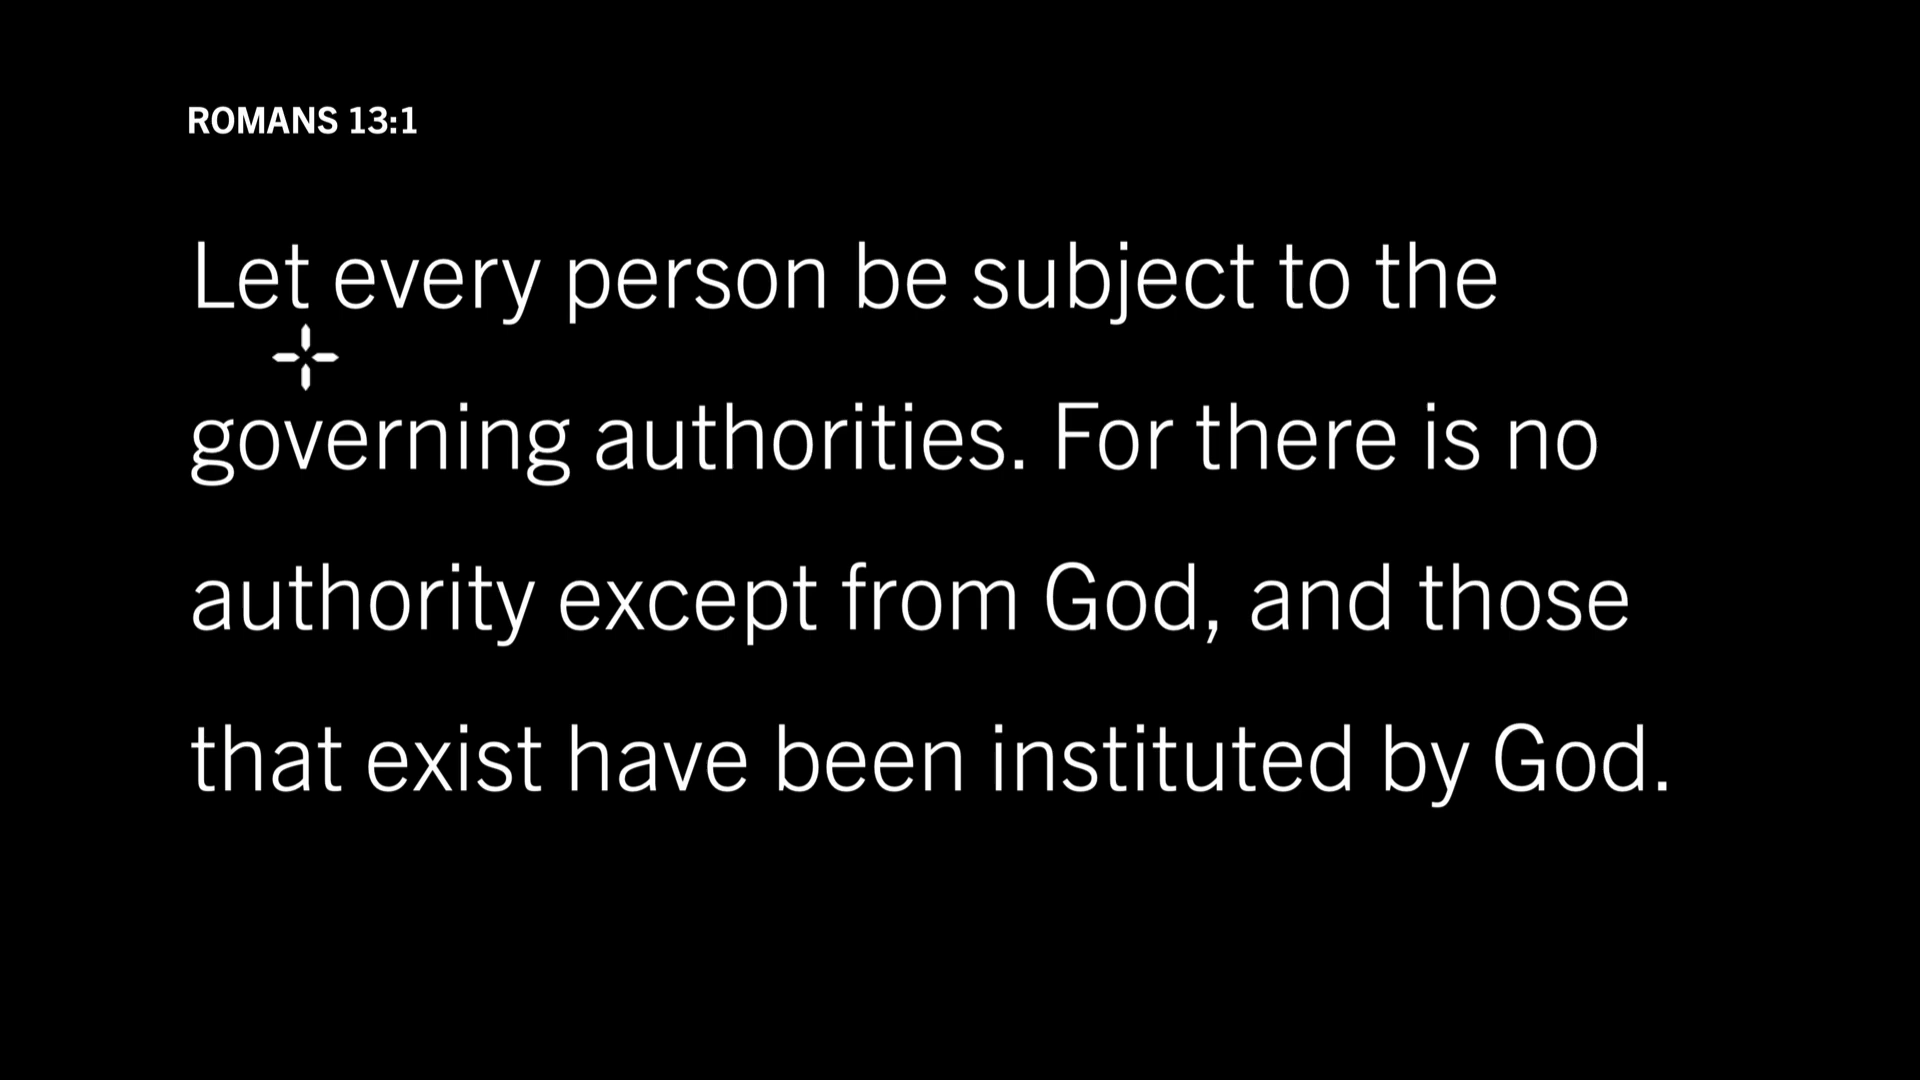 ROMANS 13:1
Let every person be subject to the
governing authorities. For there is no
authority except from God, and those
that exist have been instituted by God.